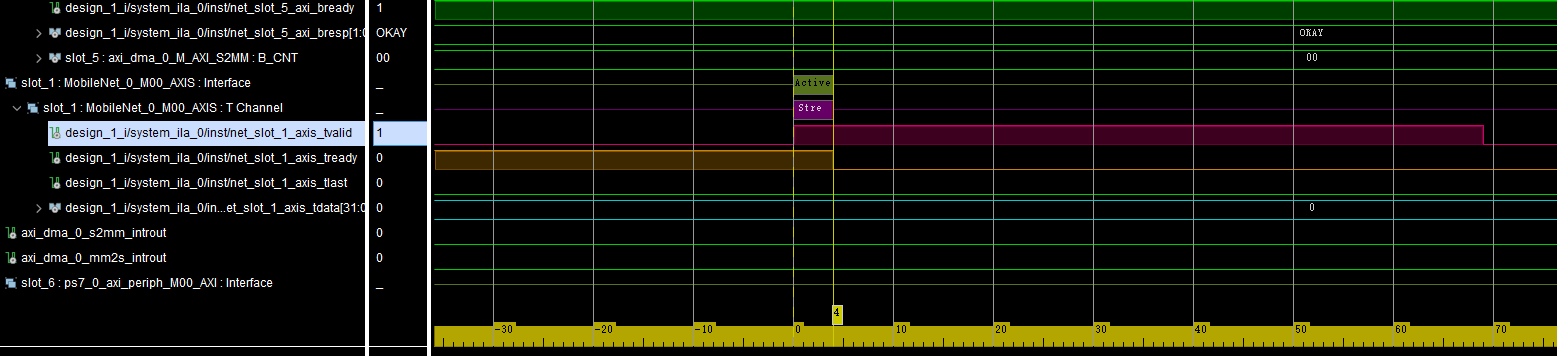 design_1_i/system_ila_0/inst/net_slot_5_axi_bready 1
design_1_i/system_ila_0/inst/net_slot_5_axi_bresp[1:0 OKAY OKAY
slot_5 : axi_dma_0_M_AXI_S2MM : B_CNT 00 00
slot_1 : MobileNet_0_M00_AXIS : Interface _ Active
slot_1 : MobileNet_0_M00_AXIS : T Channel _ Stre
design_1_i/system_ila_0/inst/net_slot_1_axis_tvalid 1
design_1_i/system_ila_0/inst/net_slot_1_axis_tready 0
design_1_i/system_ila_0/inst/net_slot_1_axis_tlast 0
design_1_i/system_ila_0/in...et_slot_1_axis_tdata[31:0 0 0
axi_dma_0_s2mm_introut
axi_dma_0_mm2s_introut
slot_6 : ps7_0_axi_periph_M00_AXI : Interface _
4
-30 -20 -10 0 10 20 30 40 50 60 70